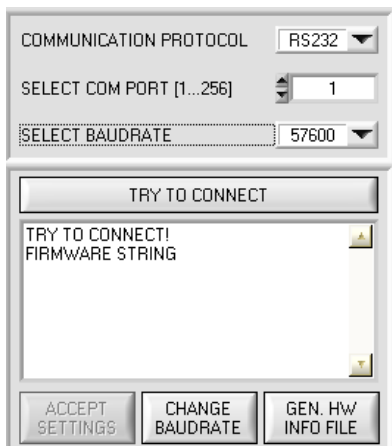 COMMUNICATION PROTOCOL RS232
SELECT COM PORT [1...256] 1
SELECT BAUDRATE 57600
TRY TO CONNECT
TRY TO CONNECT!
FIRMWARE STRING
ACCEPT
SETTINGS
CHANGE
BAUDRATE
GEN. HW
INFO FILE